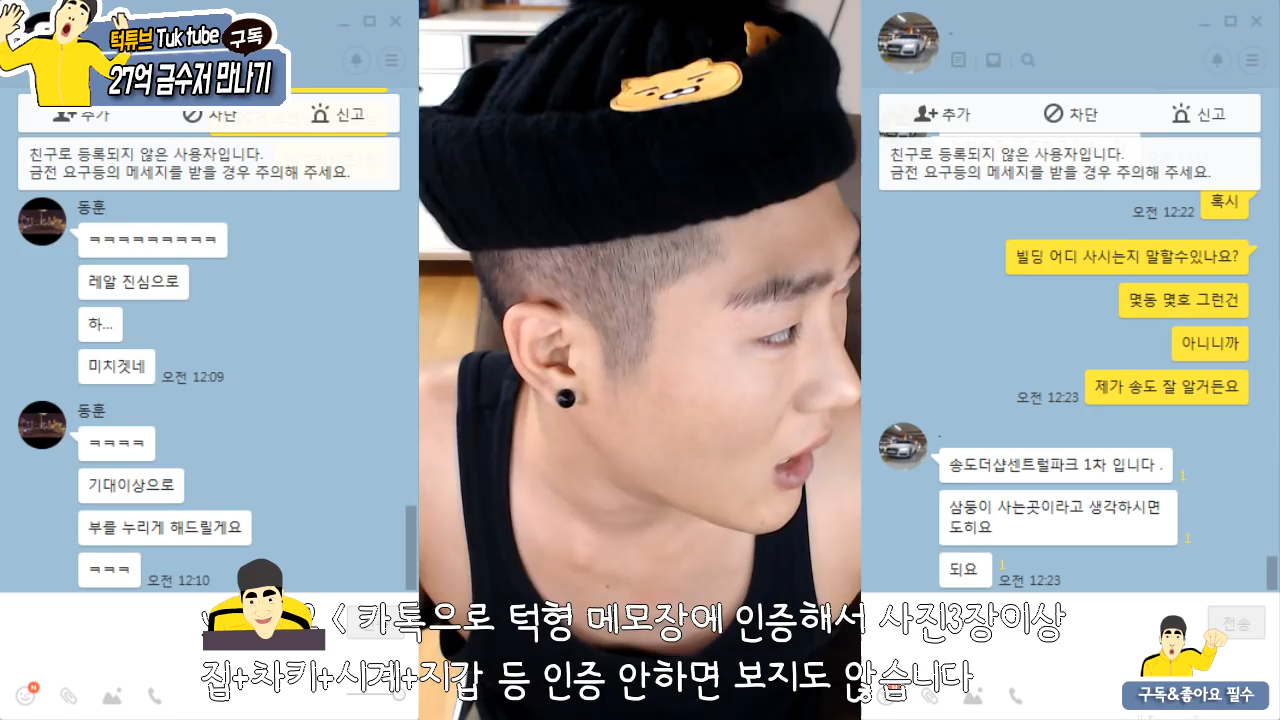 턱튜브 Tuk tube 구독
27억 금수저 만나기
추가 차단 신고
친구로 등록되지 않은 사용자입니다.
금전 요구등의 메세지를 받을 경우 주의해 주세요.
동훈
ㅋㅋㅋㅋㅋㅋㅋㅋㅋ
레알 진심으로
하...
미치겟네
오전 12:09
동훈
ㅋㅋㅋㅋ
기대이상으로
부를 누리게 해드릴게요
ㅋㅋㅋ
오전 12:10
추가 차단 신고
친구로 등록되지 않은 사용자입니다.
금전 요구등의 메세지를 받을 경우 주의해 주세요.
혹시
오전 12:22
빌딩 어디 사시는지 말할수있나요?
몇동 몇호 그런건
아니니까
제가 송도 잘 알거든요
오전 12:23
.
송도더샵센트럴파크 1차 입니다 .
1
삼둥이 사는곳이라고 생각하시면
도히요
1
되요
1
오전 12:23
< 카톡으로 턱형 메모장에 인증해서 사진3장이상
집+차키+시계+지갑 등 인증 안하면 보지도 않습니다
전송
N
구독&좋아요 필수